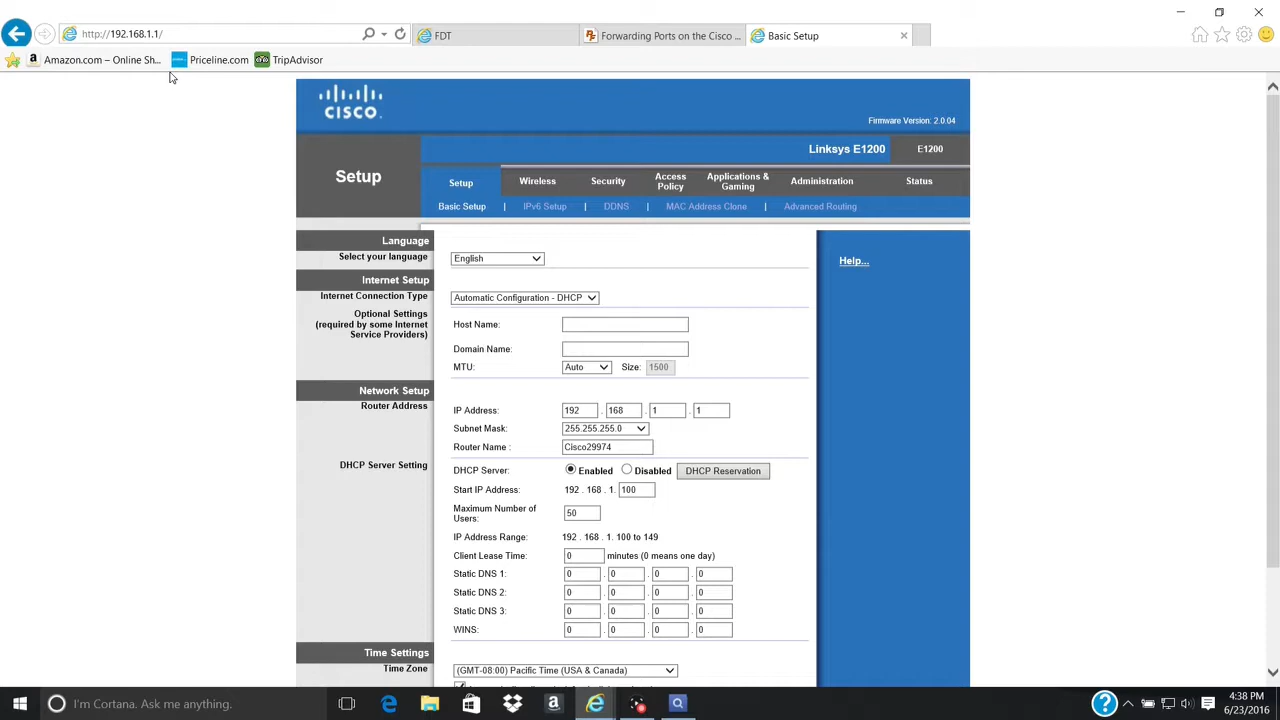 http://192.168.1.1/
FDT
Forwarding Ports on the Cisco ...
Basic Setup
Amazon.com – Online Sh...
Priceline.com
TripAdvisor
CISCO
Firmware Version: 2.0.04
Linksys E1200
E1200
Setup
Setup
Wireless
Security
Access
Policy
Applications &
Gaming
Administration
Status
Basic Setup | IPv6 Setup | DDNS | MAC Address Clone | Advanced Routing
Language
Select your language
English
Help...
Internet Setup
Internet Connection Type
Automatic Configuration - DHCP
Optional Settings
(required by some Internet
Service Providers)
Host Name:
Domain Name:
MTU: Auto Size: 1500
Network Setup
Router Address
IP Address: 192 . 168 . 1 . 1
Subnet Mask: 255.255.255.0
Router Name : Cisco29974
DHCP Server Setting
DHCP Server: Enabled Disabled DHCP Reservation
Start IP Address: 192 . 168 . 1. 100
Maximum Number of
Users:
50
IP Address Range: 192 . 168 . 1. 100 to 149
Client Lease Time: 0 minutes (0 means one day)
Static DNS 1: 0 . 0 . 0 . 0
Static DNS 2: 0 . 0 . 0 . 0
Static DNS 3: 0 . 0 . 0 . 0
WINS: 0 . 0 . 0 . 0
Time Settings
Time Zone
(GMT-08:00) Pacific Time (USA & Canada)
I'm Cortana. Ask me anything.
4:38 PM
6/23/2016